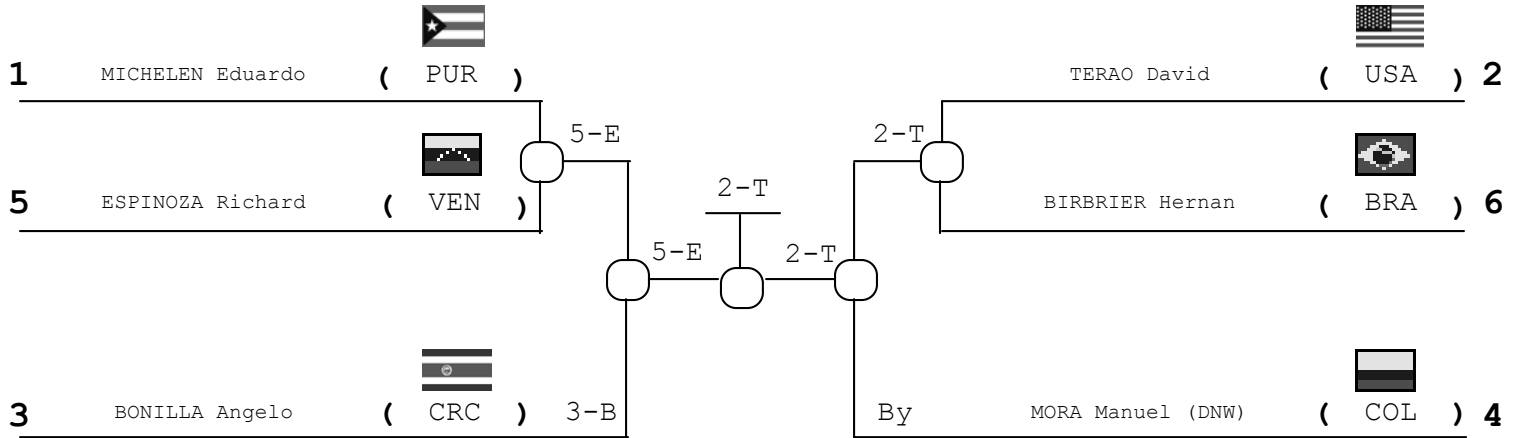 1 MICHELEN Eduardo ( PUR )
TERAO David ( USA ) 2
5-E
2-T
5 ESPINOZA Richard ( VEN )
2-T
BIRBRIER Hernan ( BRA ) 6
5-E
2-T
3 BONILLA Angelo ( CRC ) 3-B
By MORA Manuel (DNW) ( COL ) 4